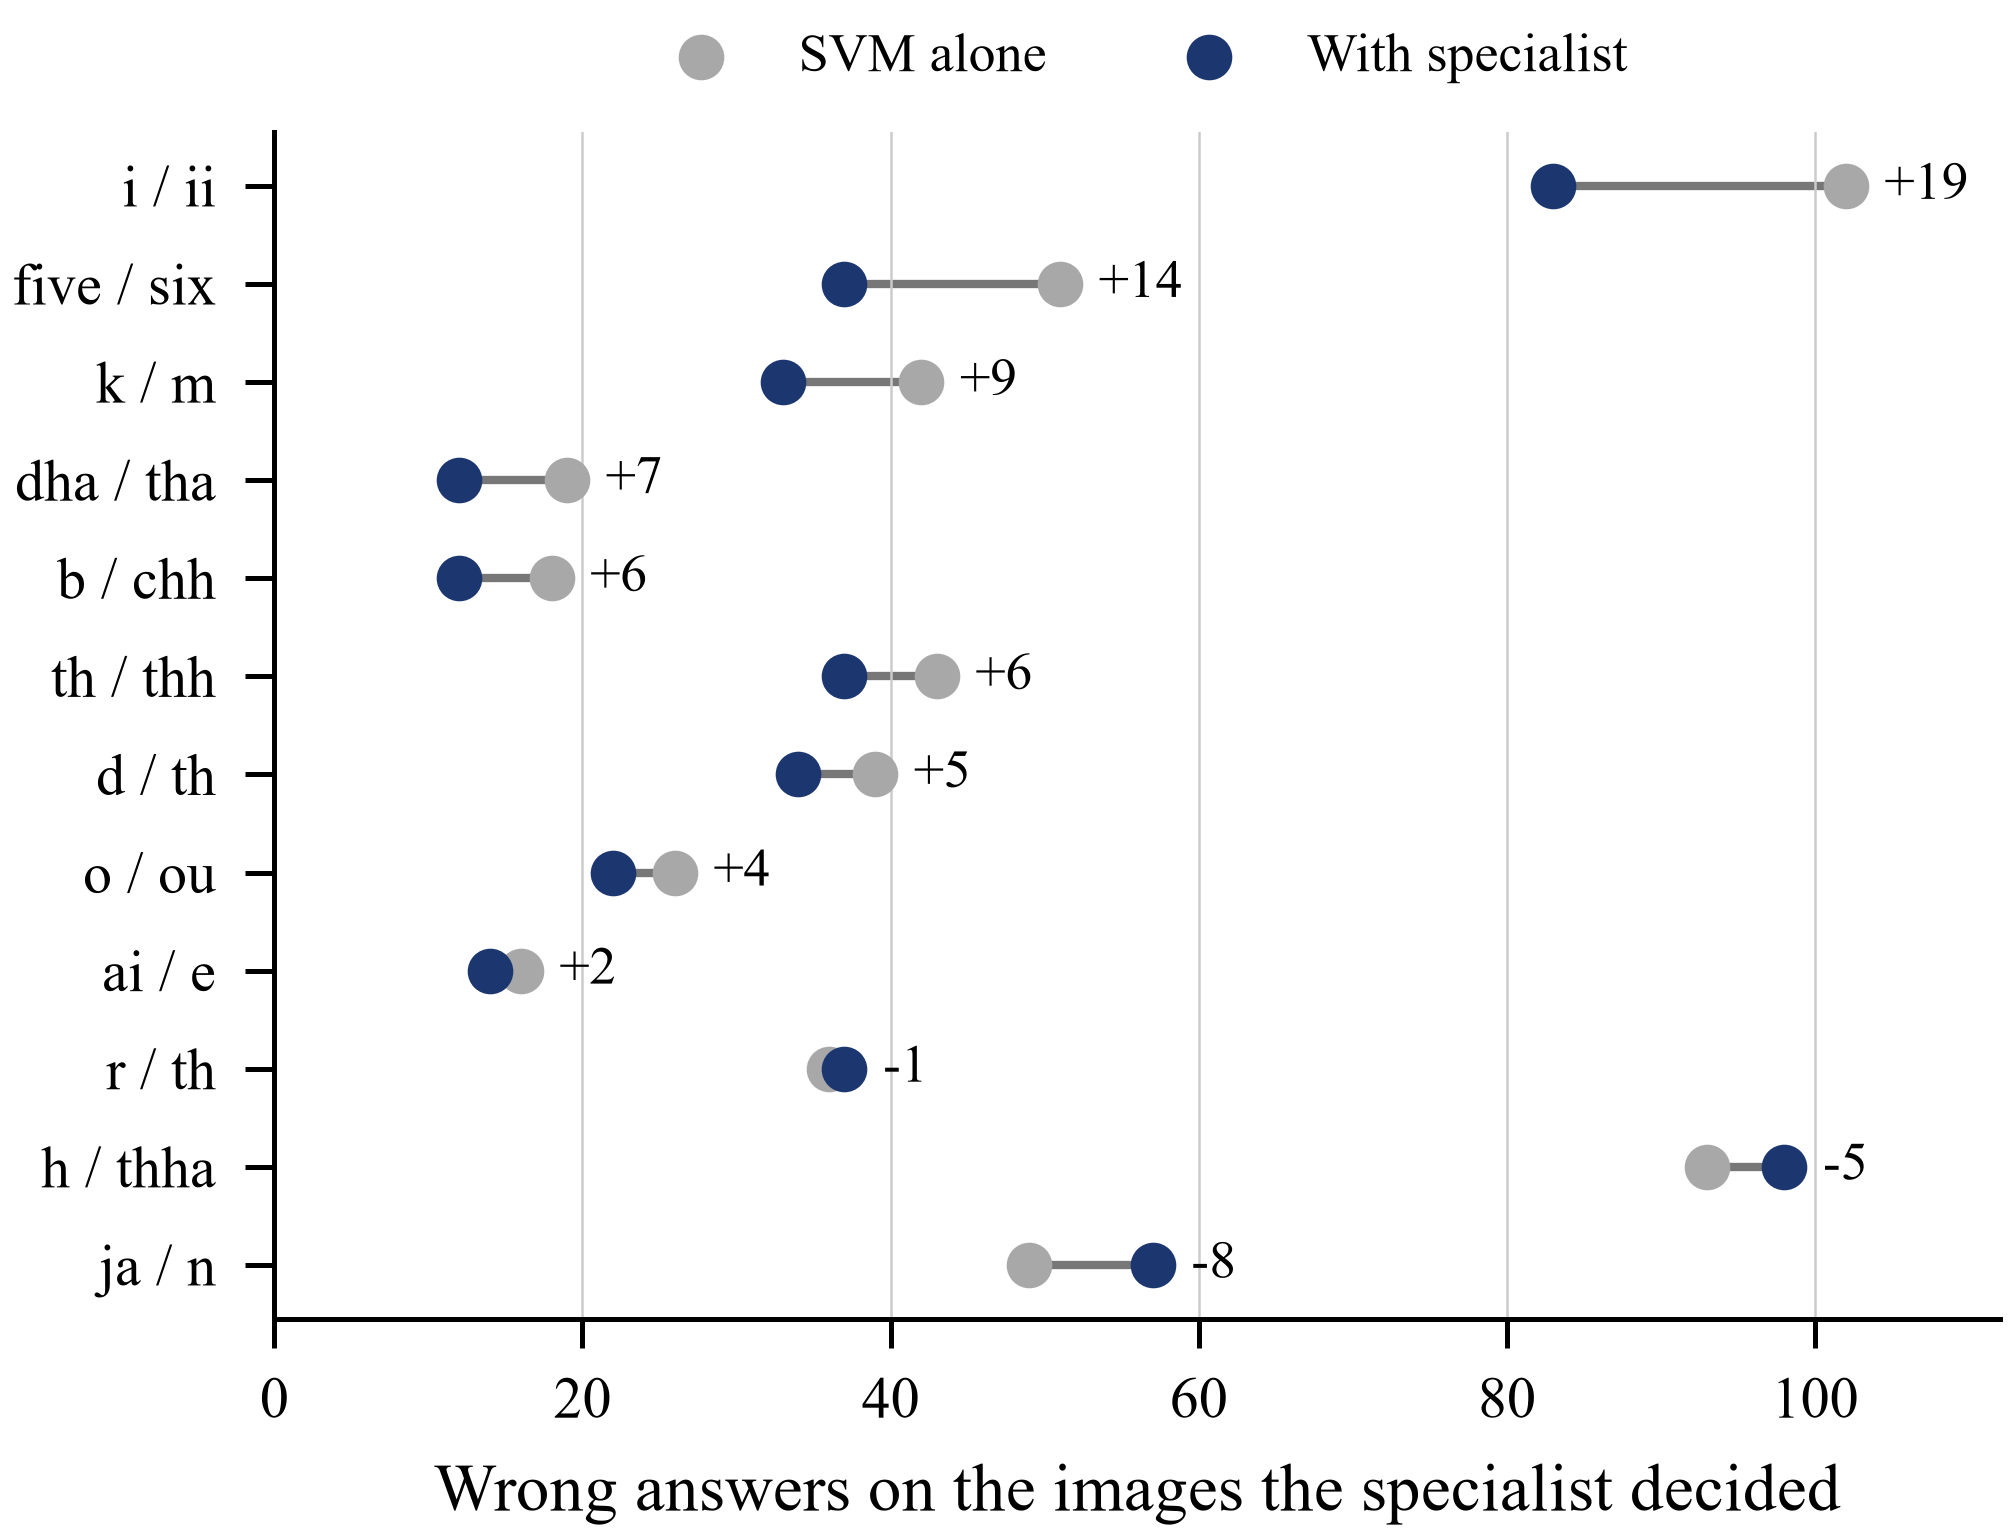 SVM alone With specialist
i / ii +19
five / six +14
k / m +9
dha / tha +7
b / chh +6
th / thh +6
d / th +5
o / ou +4
ai / e +2
r / th -1
h / thha -5
ja / n -8
0 20 40 60 80 100
Wrong answers on the images the specialist decided